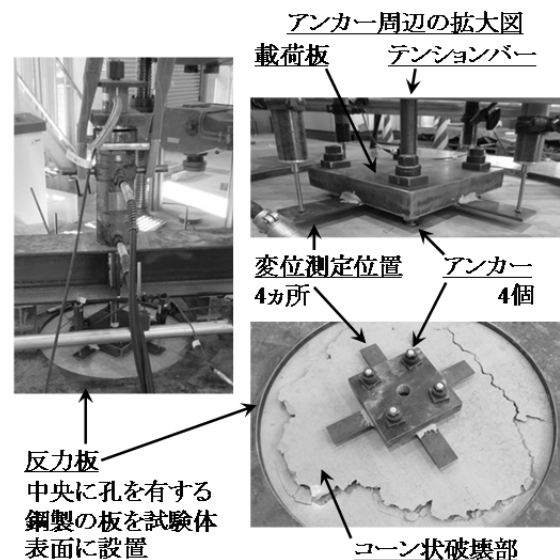 アンカー周辺の拡大図
載荷板
テンションバー
変位測定位置
4ヵ所
アンカー
4個
反力板
中央に孔を有する
鋼製の板を試験体
表面に設置
コーン状破壊部